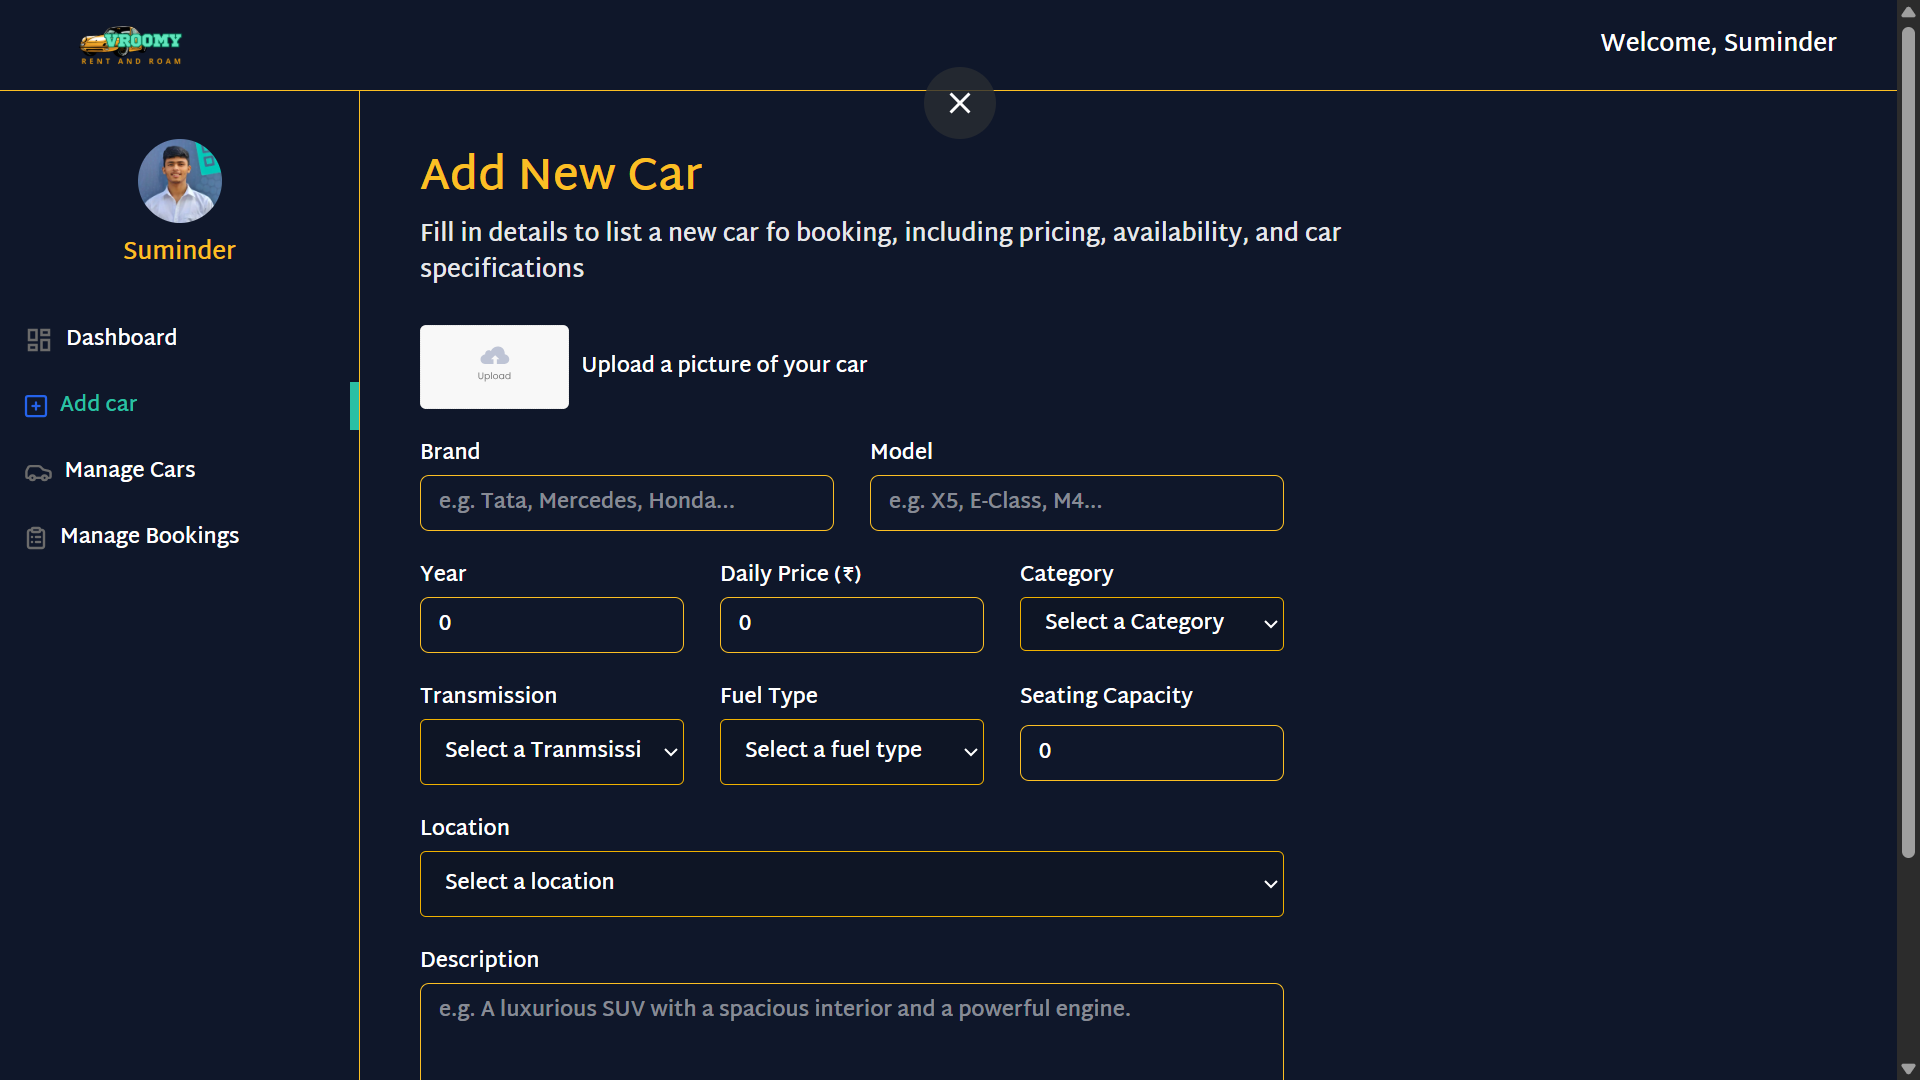 VROOMY
RENT AND ROAM
Welcome, Suminder
Suminder
Dashboard
Add car
Manage Cars
Manage Bookings
Add New Car
Fill in details to list a new car fo booking, including pricing, availability, and car
specifications
Upload
Upload a picture of your car
Brand
Model
e.g. Tata, Mercedes, Honda...
e.g. X5, E-Class, M4...
Year
Daily Price (₹)
Category
0
0
Select a Category
Transmission
Fuel Type
Seating Capacity
Select a Tranmsissi
Select a fuel type
0
Location
Select a location
Description
e.g. A luxurious SUV with a spacious interior and a powerful engine.